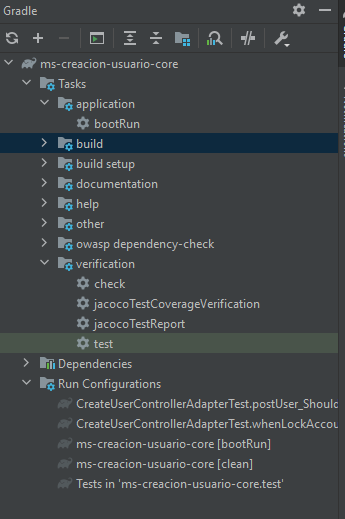 Gradle
ms-creacion-usuario-core
Tasks
application
bootRun
build
build setup
documentation
help
other
owasp dependency-check
verification
check
jacocoTestCoverageVerification
jacocoTestReport
test
Dependencies
Run Configurations
CreateUserControllerAdapterTest.postUser_Should
CreateUserControllerAdapterTest.whenLockAccou
ms-creacion-usuario-core [bootRun]
ms-creacion-usuario-core [clean]
Tests in 'ms-creacion-usuario-core.test'